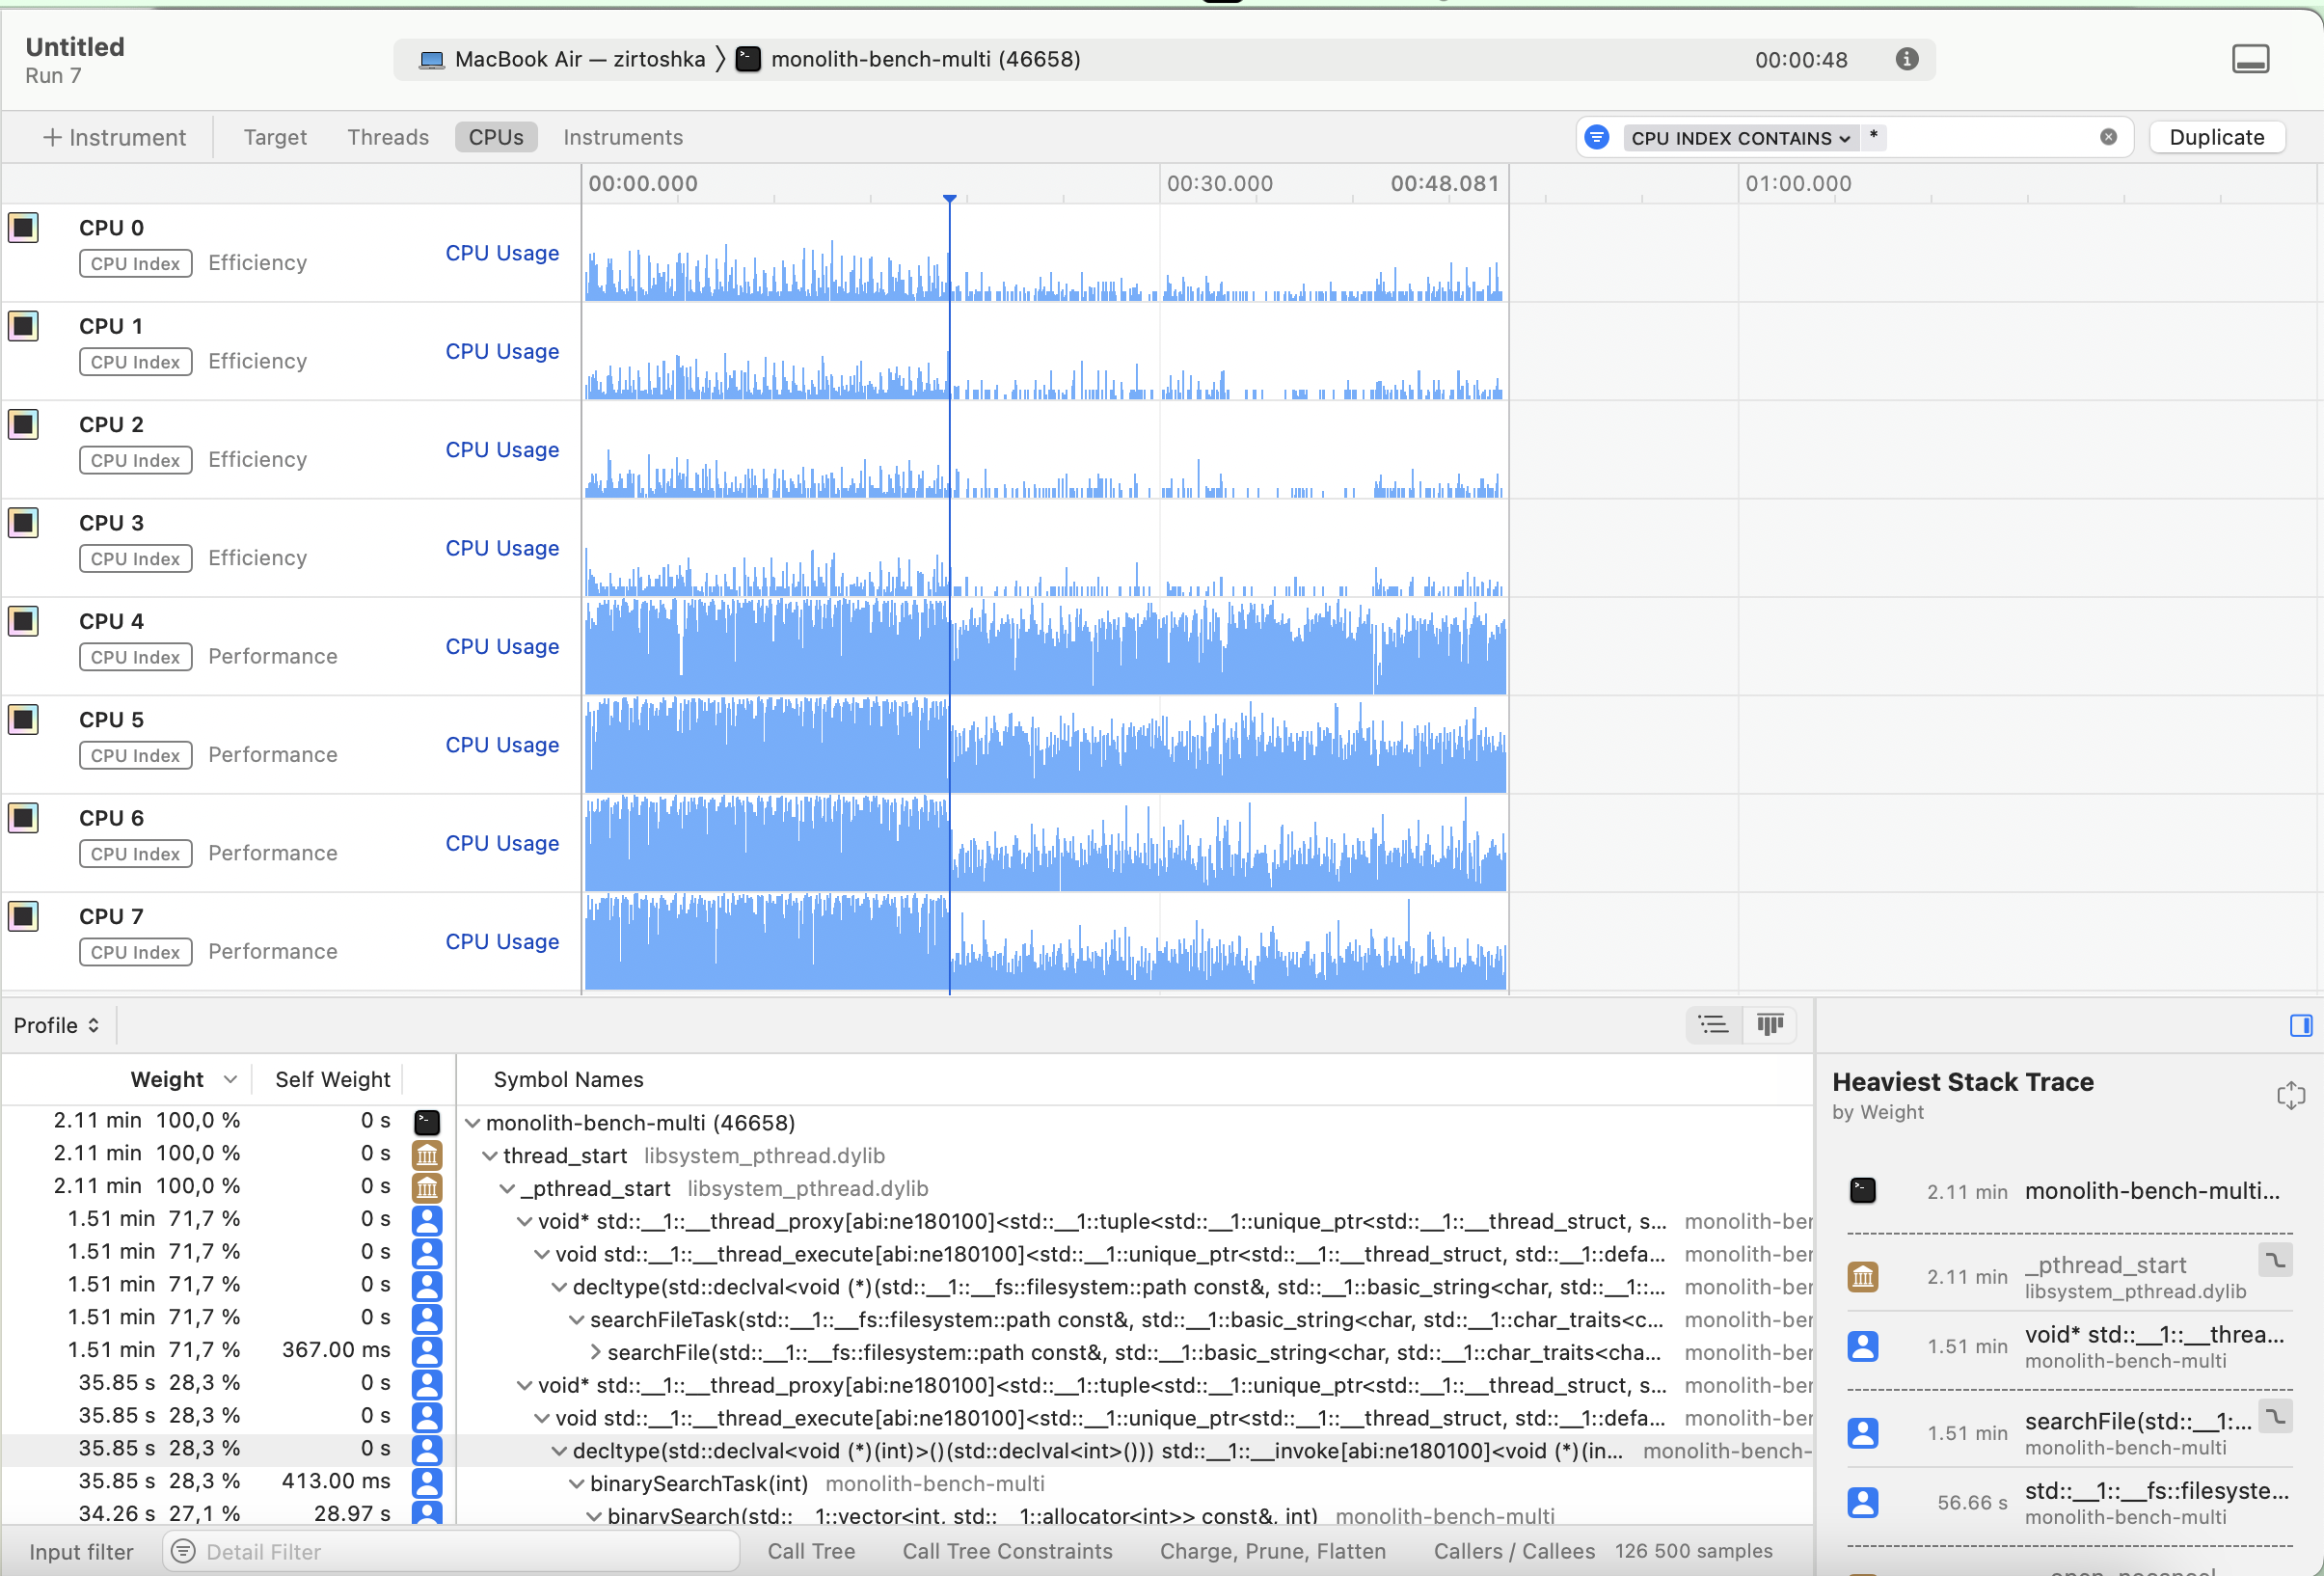 Untitled
Run 7
MacBook Air — zirtoshka 〉 monolith-bench-multi (46658)
00:00:48
+ Instrument
Target
Threads
CPUs
Instruments
CPU INDEX CONTAINS
*
Duplicate
00:00.000
00:30.000
00:48.081
01:00.000
CPU 0
CPU Index Efficiency
CPU Usage
CPU 1
CPU Index Efficiency
CPU Usage
CPU 2
CPU Index Efficiency
CPU Usage
CPU 3
CPU Index Efficiency
CPU Usage
CPU 4
CPU Index Performance
CPU Usage
CPU 5
CPU Index Performance
CPU Usage
CPU 6
CPU Index Performance
CPU Usage
CPU 7
CPU Index Performance
CPU Usage
Profile
Weight Self Weight Symbol Names
2.11 min 100,0 % 0 s monolith-bench-multi (46658)
2.11 min 100,0 % 0 s thread_start libsystem_pthread.dylib
2.11 min 100,0 % 0 s _pthread_start libsystem_pthread.dylib
1.51 min 71,7 % 0 s void* std::__1::__thread_proxy[abi:ne180100]<std::__1::tuple<std::__1::unique_ptr<std::__1::__thread_struct, s... monolith-ber
1.51 min 71,7 % 0 s void std::__1::__thread_execute[abi:ne180100]<std::__1::unique_ptr<std::__1::__thread_struct, std::__1::defa... monolith-ber
1.51 min 71,7 % 0 s decltype(std::declval<void (*)(std::__1::__fs::filesystem::path const&, std::__1::basic_string<char, std::__1::... monolith-ber
1.51 min 71,7 % 0 s searchFileTask(std::__1::__fs::filesystem::path const&, std::__1::basic_string<char, std::__1::char_traits<c... monolith-ber
1.51 min 71,7 % 367.00 ms searchFile(std::__1::__fs::filesystem::path const&, std::__1::basic_string<char, std::__1::char_traits<cha... monolith-ber
35.85 s 28,3 % 0 s void* std::__1::__thread_proxy[abi:ne180100]<std::__1::tuple<std::__1::unique_ptr<std::__1::__thread_struct, s... monolith-ber
35.85 s 28,3 % 0 s void std::__1::__thread_execute[abi:ne180100]<std::__1::unique_ptr<std::__1::__thread_struct, std::__1::defa... monolith-ber
35.85 s 28,3 % 0 s decltype(std::declval<void (*)(int)>()(std::declval<int>())) std::__1::__invoke[abi:ne180100]<void (*)(in... monolith-bench-
35.85 s 28,3 % 413.00 ms binarySearchTask(int) monolith-bench-multi
34.26 s 27,1 % 28.97 s binarySearch(std::__1::vector<int, std::__1::allocator<int>> const&, int) monolith-bench-multi
Heaviest Stack Trace
by Weight
2.11 min monolith-bench-multi...
2.11 min _pthread_start
libsystem_pthread.dylib
1.51 min void* std::__1::__threa...
monolith-bench-multi
1.51 min searchFile(std::__1:...
monolith-bench-multi
56.66 s std::__1::__fs::filesyste...
monolith-bench-multi
Input filter
Detail Filter
Call Tree
Call Tree Constraints
Charge, Prune, Flatten
Callers / Callees
126 500 samples